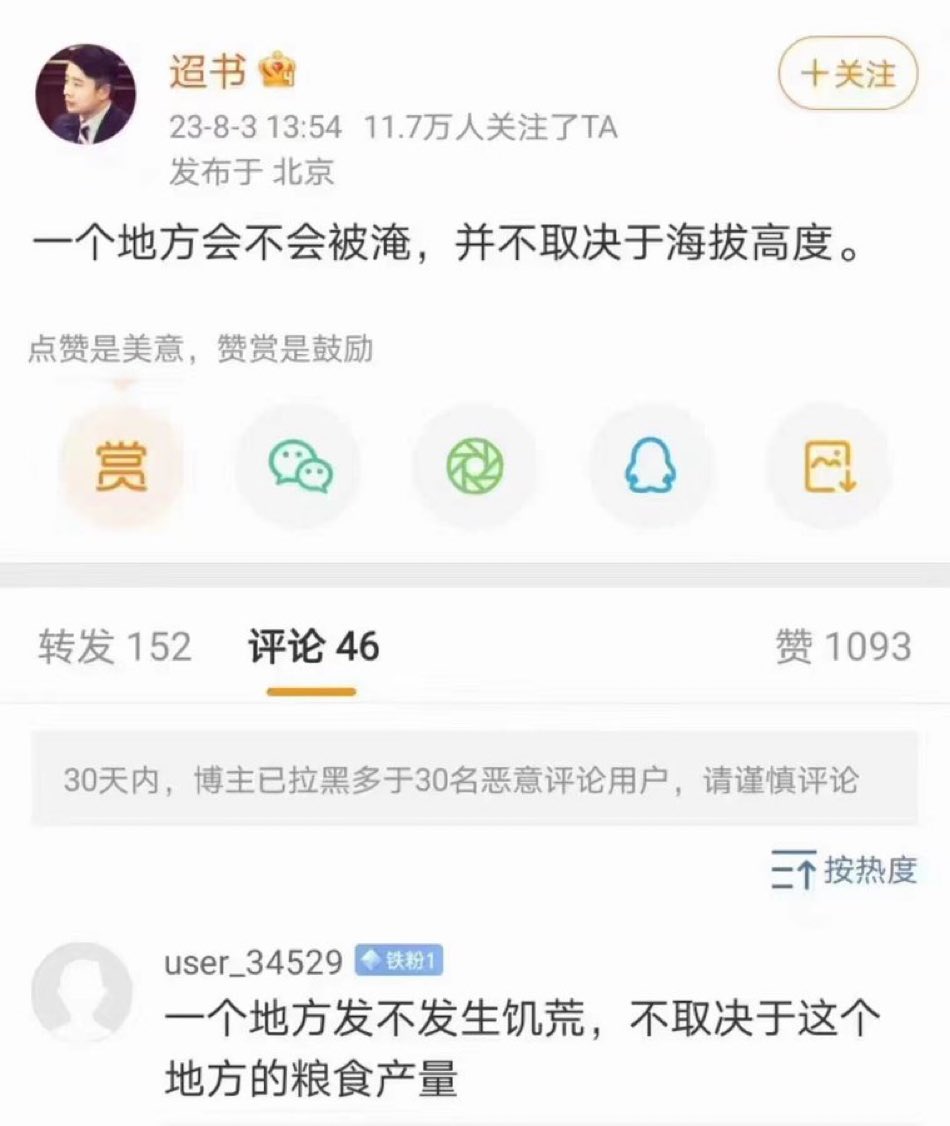 迢书
+关注
23-8-3 13:54 11.7万人关注了TA
发布于 北京
一个地方会不会被淹，并不取决于海拔高度。
点赞是美意，赞赏是鼓励
赏
转发 152 评论 46 赞 1093
30天内，博主已拉黑多于30名恶意评论用户，请谨慎评论
按热度
user_34529 铁粉1
一个地方发不发生饥荒，不取决于这个
地方的粮食产量